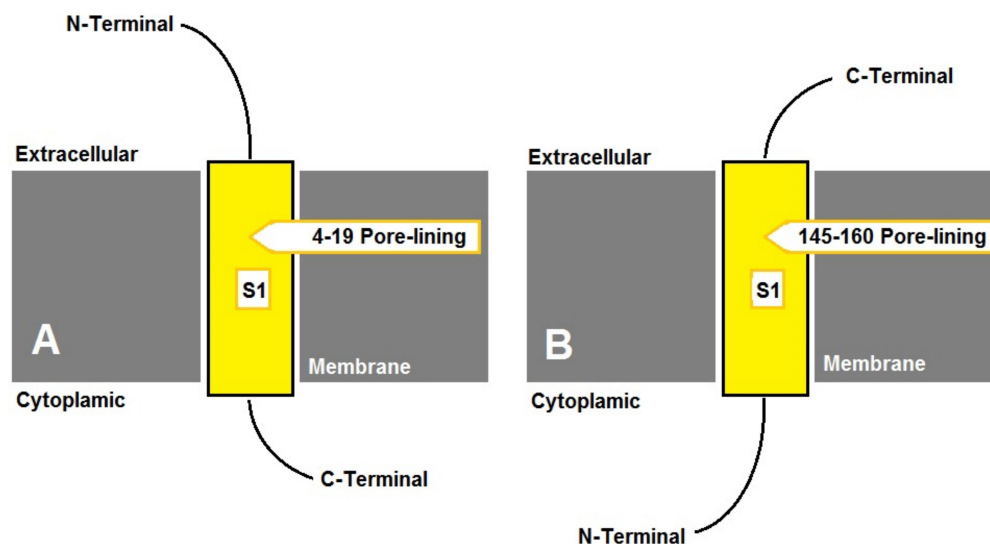 N-Terminal
Extracellular
4-19 Pore-lining
S1
A
Membrane
Cytoplamic
C-Terminal
C-Terminal
Extracellular
145-160 Pore-lining
S1
B
Membrane
Cytoplamic
N-Terminal